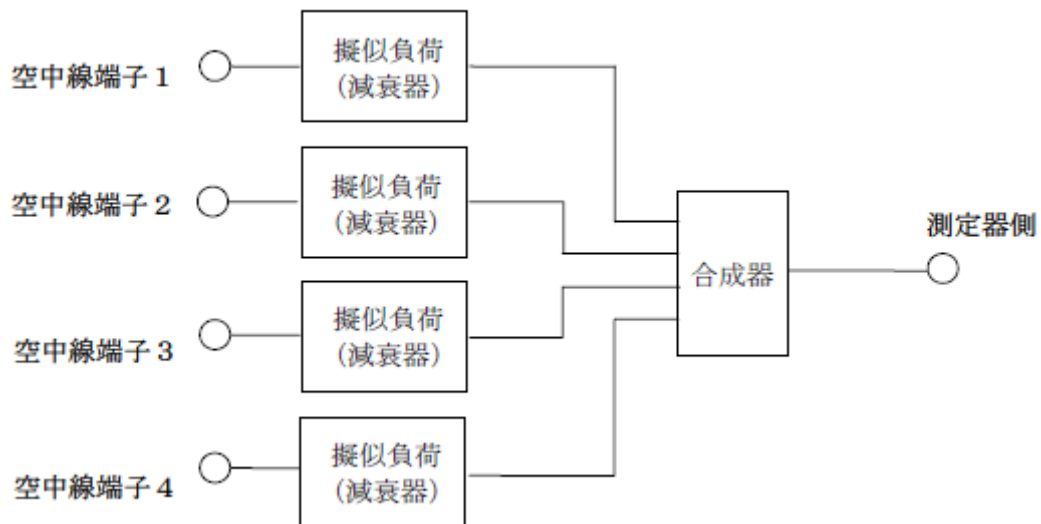 空中線端子1
擬似負荷
(減衰器)
空中線端子2
擬似負荷
(減衰器)
空中線端子3
擬似負荷
(減衰器)
空中線端子4
擬似負荷
(減衰器)
合成器
測定器側